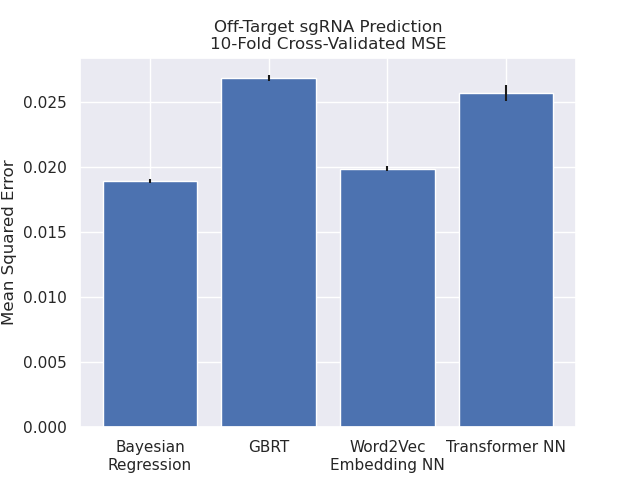 Off-Target sgRNA Prediction
10-Fold Cross-Validated MSE
Mean Squared Error
0.025
0.020
0.015
0.010
0.005
0.000
Bayesian
Regression
GBRT
Word2Vec
Embedding NN
Transformer NN